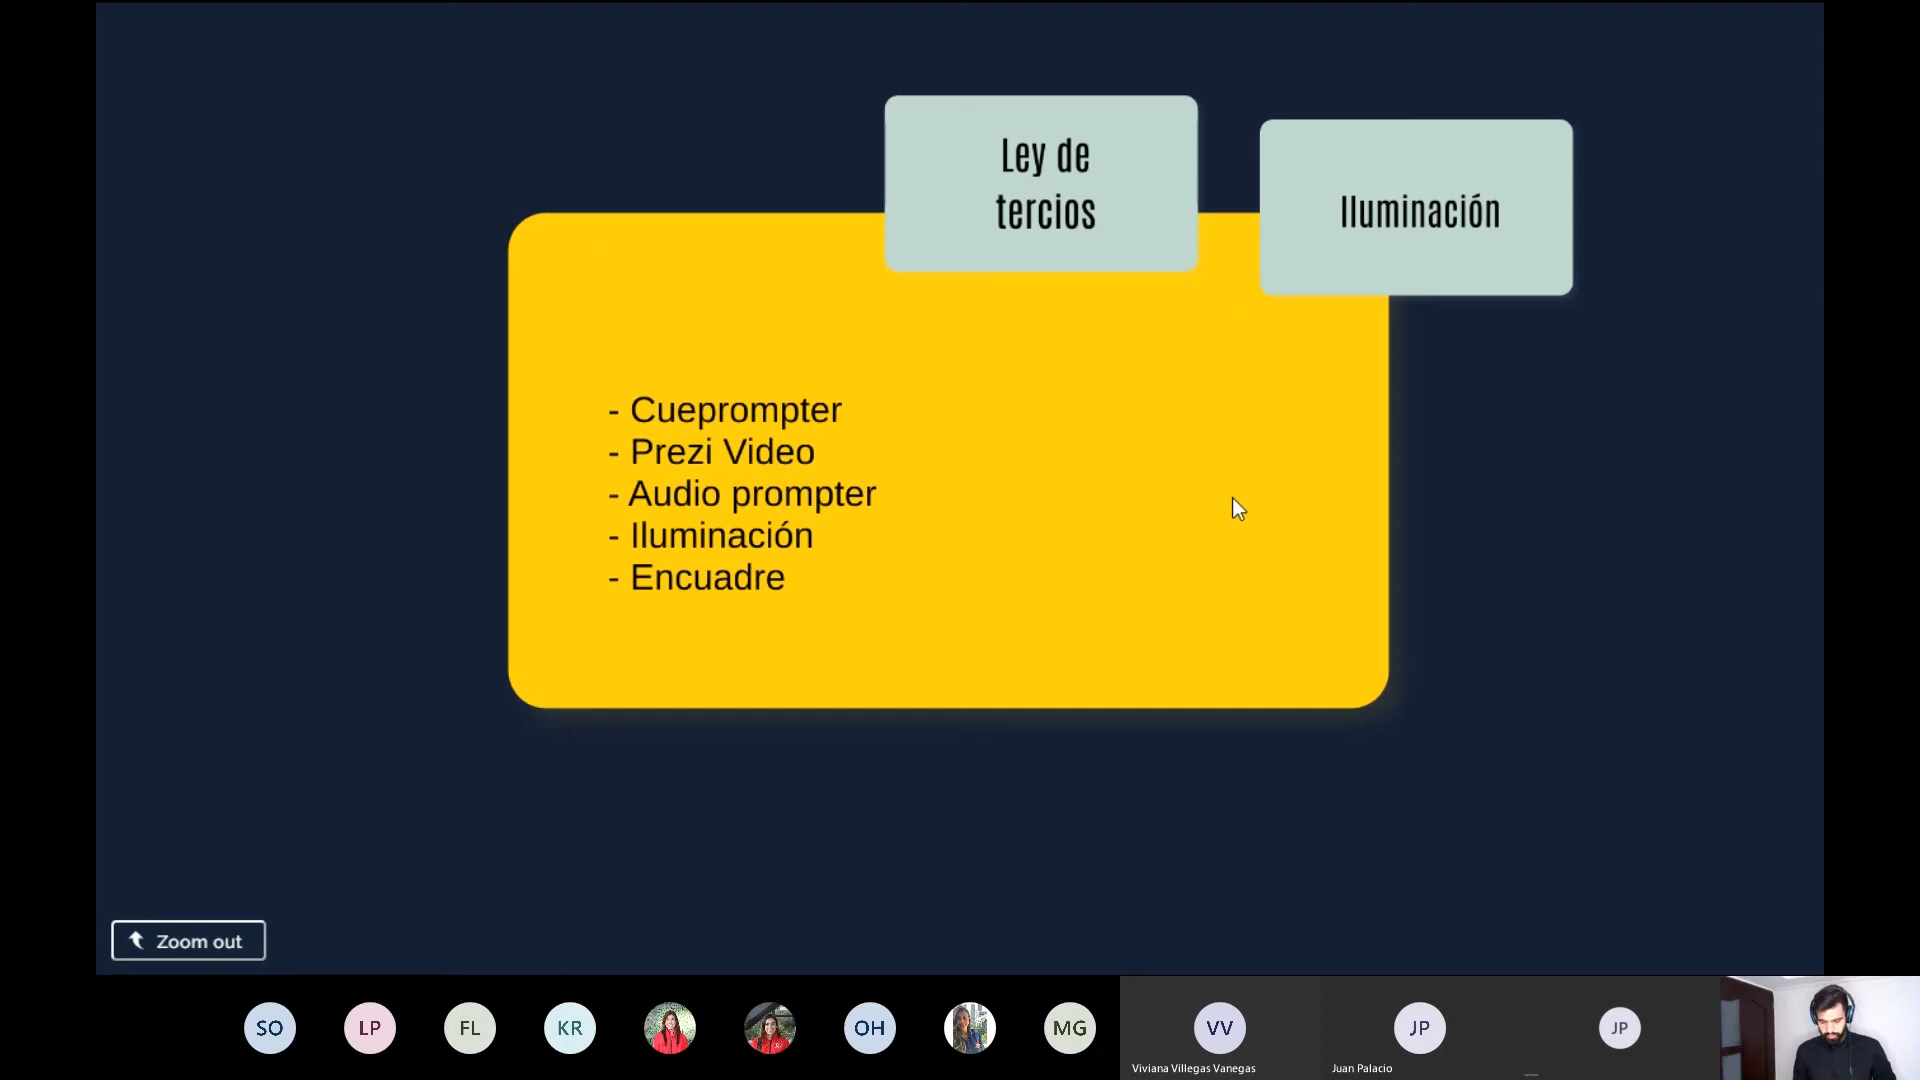 Ley de
tercios
Iluminación
- Cueprompter
- Prezi Video
- Audio prompter
- Iluminación
- Encuadre
Zoom out
SO
LP
FL
KR
OH
MG
VV
JP
JP
Viviana Villegas Vanegas
Juan Palacio